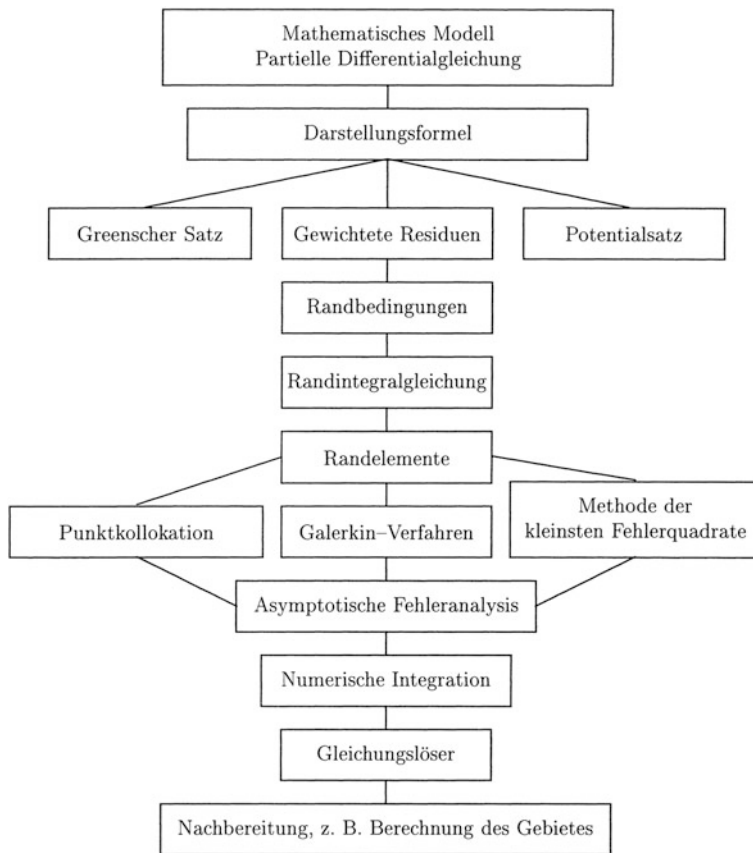 Mathematisches Modell
Partielle Differentialgleichung
Darstellungsformel
Greenscher Satz
Gewichtete Residuen
Potentialsatz
Randbedingungen
Randintegralgleichung
Randelemente
Punktkollokation
Galerkin–Verfahren
Methode der
kleinsten Fehlerquadrate
Asymptotische Fehleranalysis
Numerische Integration
Gleichungslöser
Nachbereitung, z. B. Berechnung des Gebietes